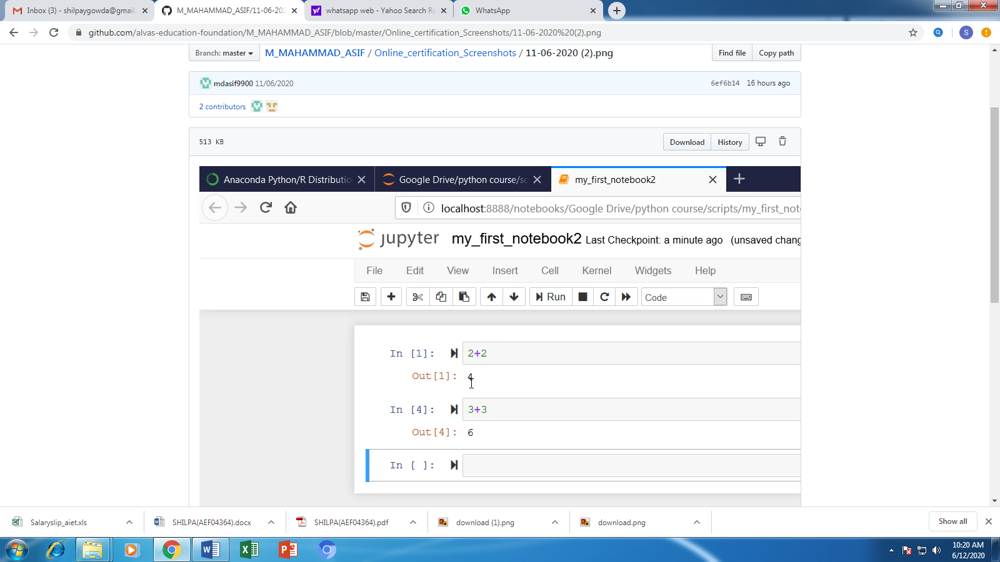 Inbox (3) - shilpaygowda@gmail.
M_MAHAMMAD_ASIF/11-06-202
whatsapp web - Yahoo Search Re
WhatsApp
github.com/alvas-education-foundation/M_MAHAMMAD_ASIF/blob/master/Online_certification_Screenshots/11-06-2020%20(2).png
S
Branch: master
M_MAHAMMAD_ASIF / Online_certification_Screenshots / 11-06-2020 (2).png
Find file
Copy path
mdasif9900 11/06/2020
6ef6b14
16 hours ago
2 contributors
513 KB
Download
History
Anaconda Python/R Distributio
Google Drive/python course/sc
my_first_notebook2
localhost:8888/notebooks/Google Drive/python course/scripts/my_first_not
jupyter
my_first_notebook2 Last Checkpoint: a minute ago (unsaved chang
File
Edit
View
Insert
Cell
Kernel
Widgets
Help
Run
Code
In [1]: 2+2
Out[1]: 4
In [4]: 3+3
Out[4]: 6
In [ ]:
Salaryslip_aiet.xls
SHILPA(AEF04364).docx
SHILPA(AEF04364).pdf
download (1).png
download.png
Show all
10:20 AM
6/12/2020